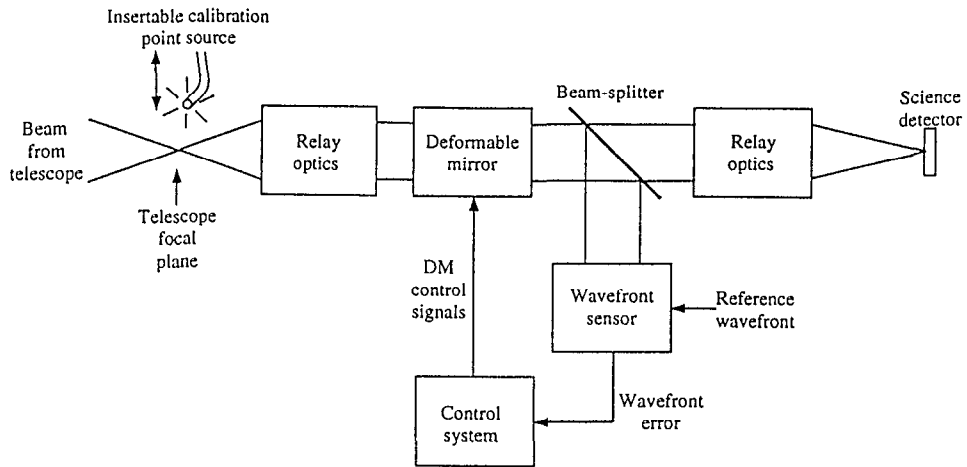 Insertable calibration
point source
Beam
from
telescope
Telescope
focal
plane
Relay
optics
Deformable
mirror
Beam-splitter
Relay
optics
Science
detector
DM
control
signals
Wavefront
sensor
Reference
wavefront
Control
system
Wavefront
error